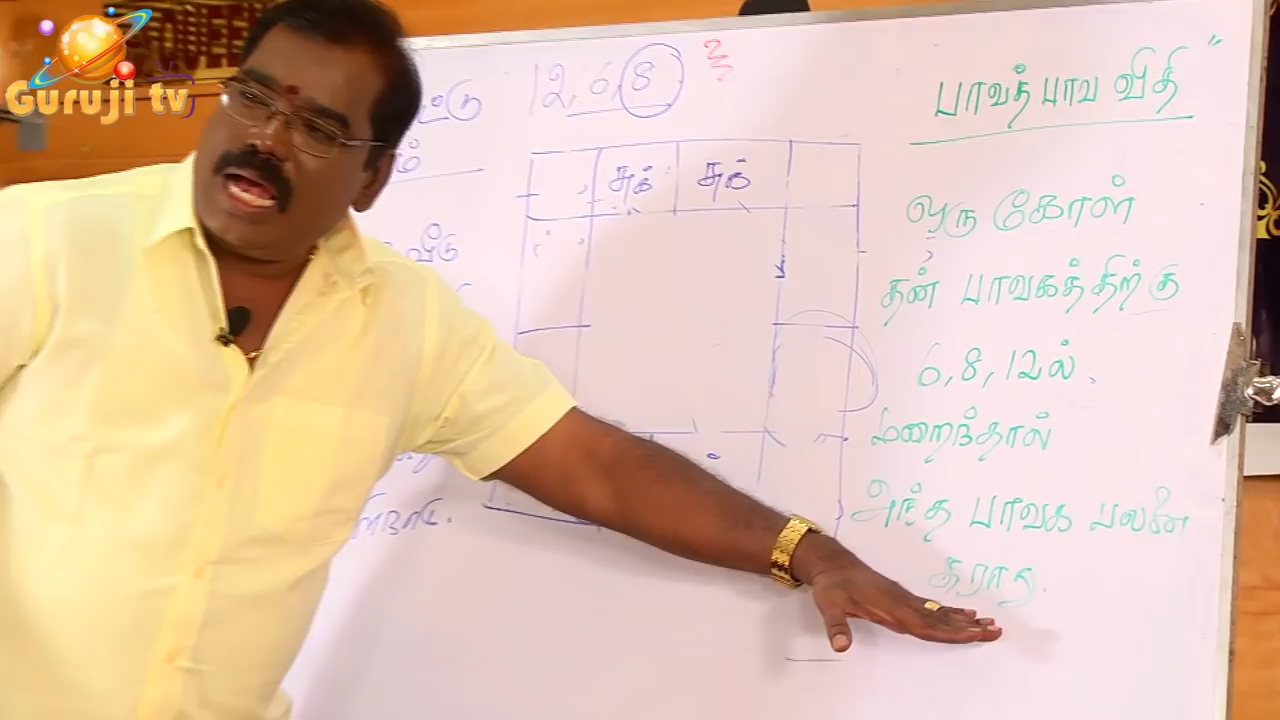 Guruji tv
12, 6, 8
சுக் சுக்
வீடு
பாவத் பாவ விதி"
ஒரு கோள்
தன் பாவகத்திற்கு
6, 8, 12ல்
மறைந்தால்
அந்த பாவக பலனை
தராது.